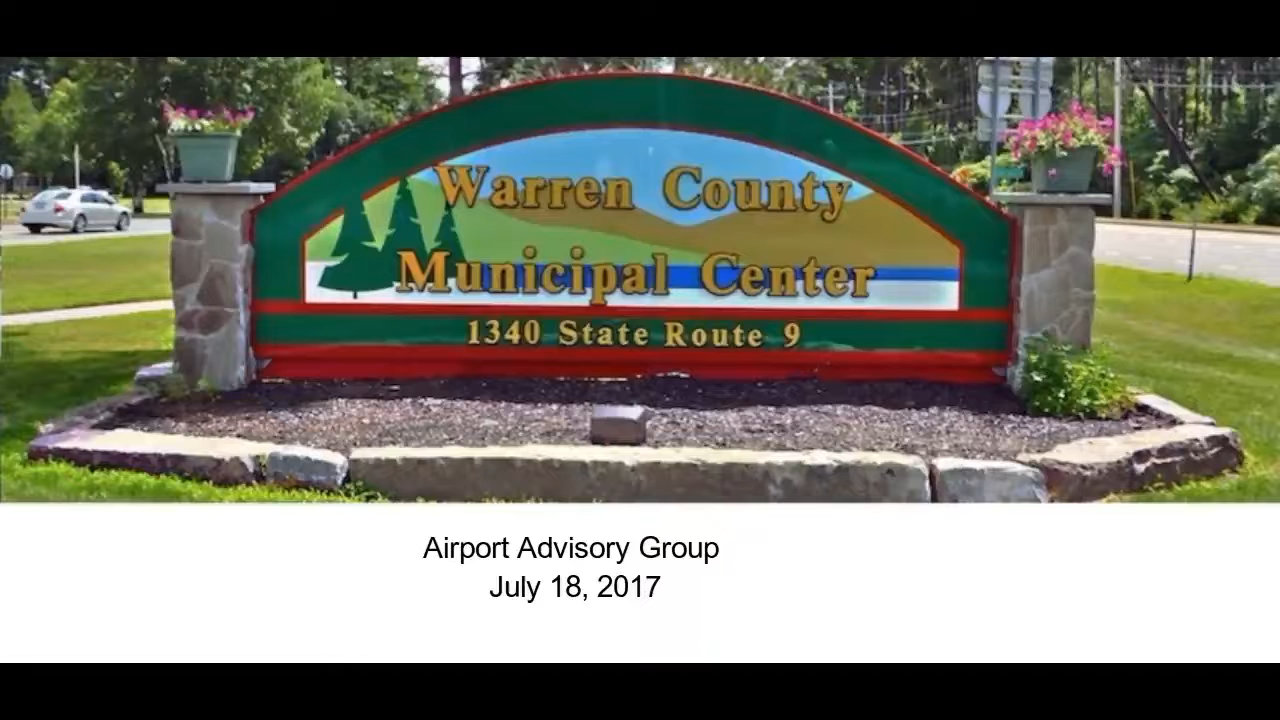 Warren County
Municipal Center
1340 State Route 9
Airport Advisory Group
July 18, 2017